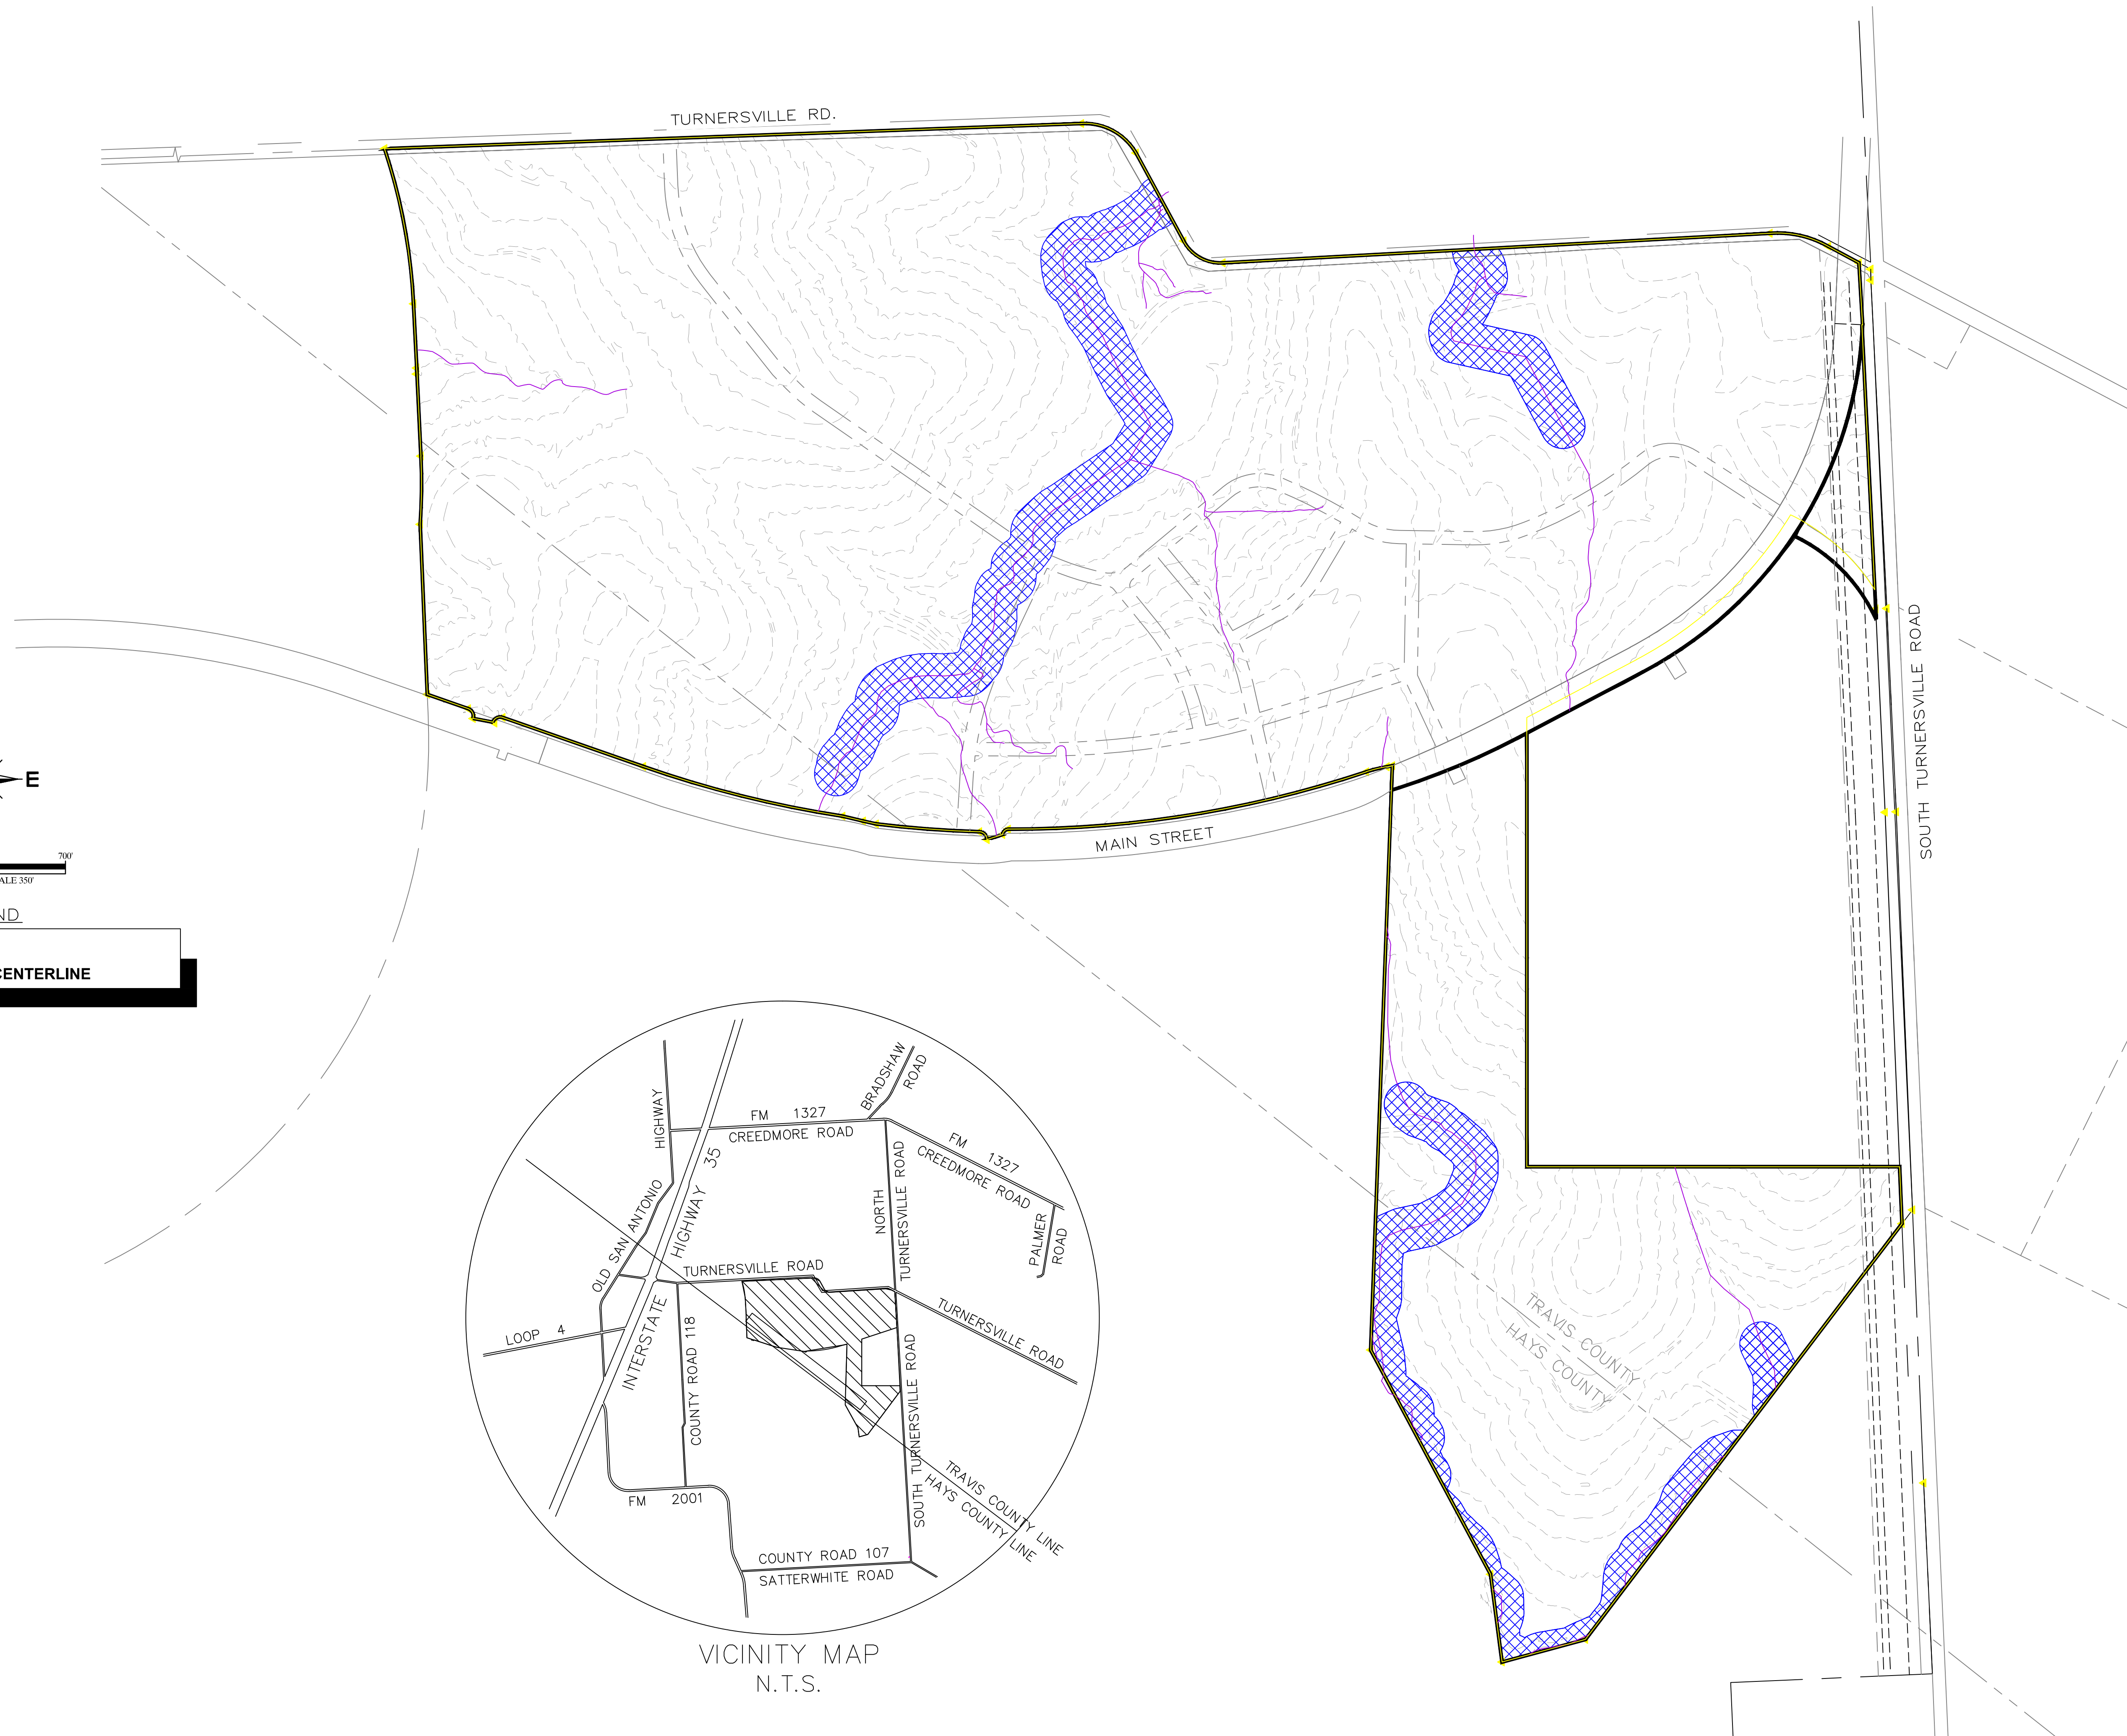 TURNERSVILLE RD.
SOUTH TURNERSVILLE ROAD
E
MAIN STREET
700'
ALE 350'
ND
CENTERLINE
TRAVIS COUNTY
HAYS COUNTY
BRADSHAW
ROAD
HIGHWAY
FM 1327
CREEDMORE ROAD
35
HIGHWAY
INTERSTATE
FM 1327
CREEDMORE ROAD
NORTH
TURNERSVILLE ROAD
PALMER
ROAD
OLD SAN ANTONIO
TURNERSVILLE ROAD
TURNERSVILLE ROAD
LOOP 4
COUNTY ROAD 118
SOUTH TURNERSVILLE ROAD
TRAVIS COUNTY LINE
HAYS COUNTY LINE
FM 2001
COUNTY ROAD 107
SATTERWHITE ROAD
VICINITY MAP
N.T.S.